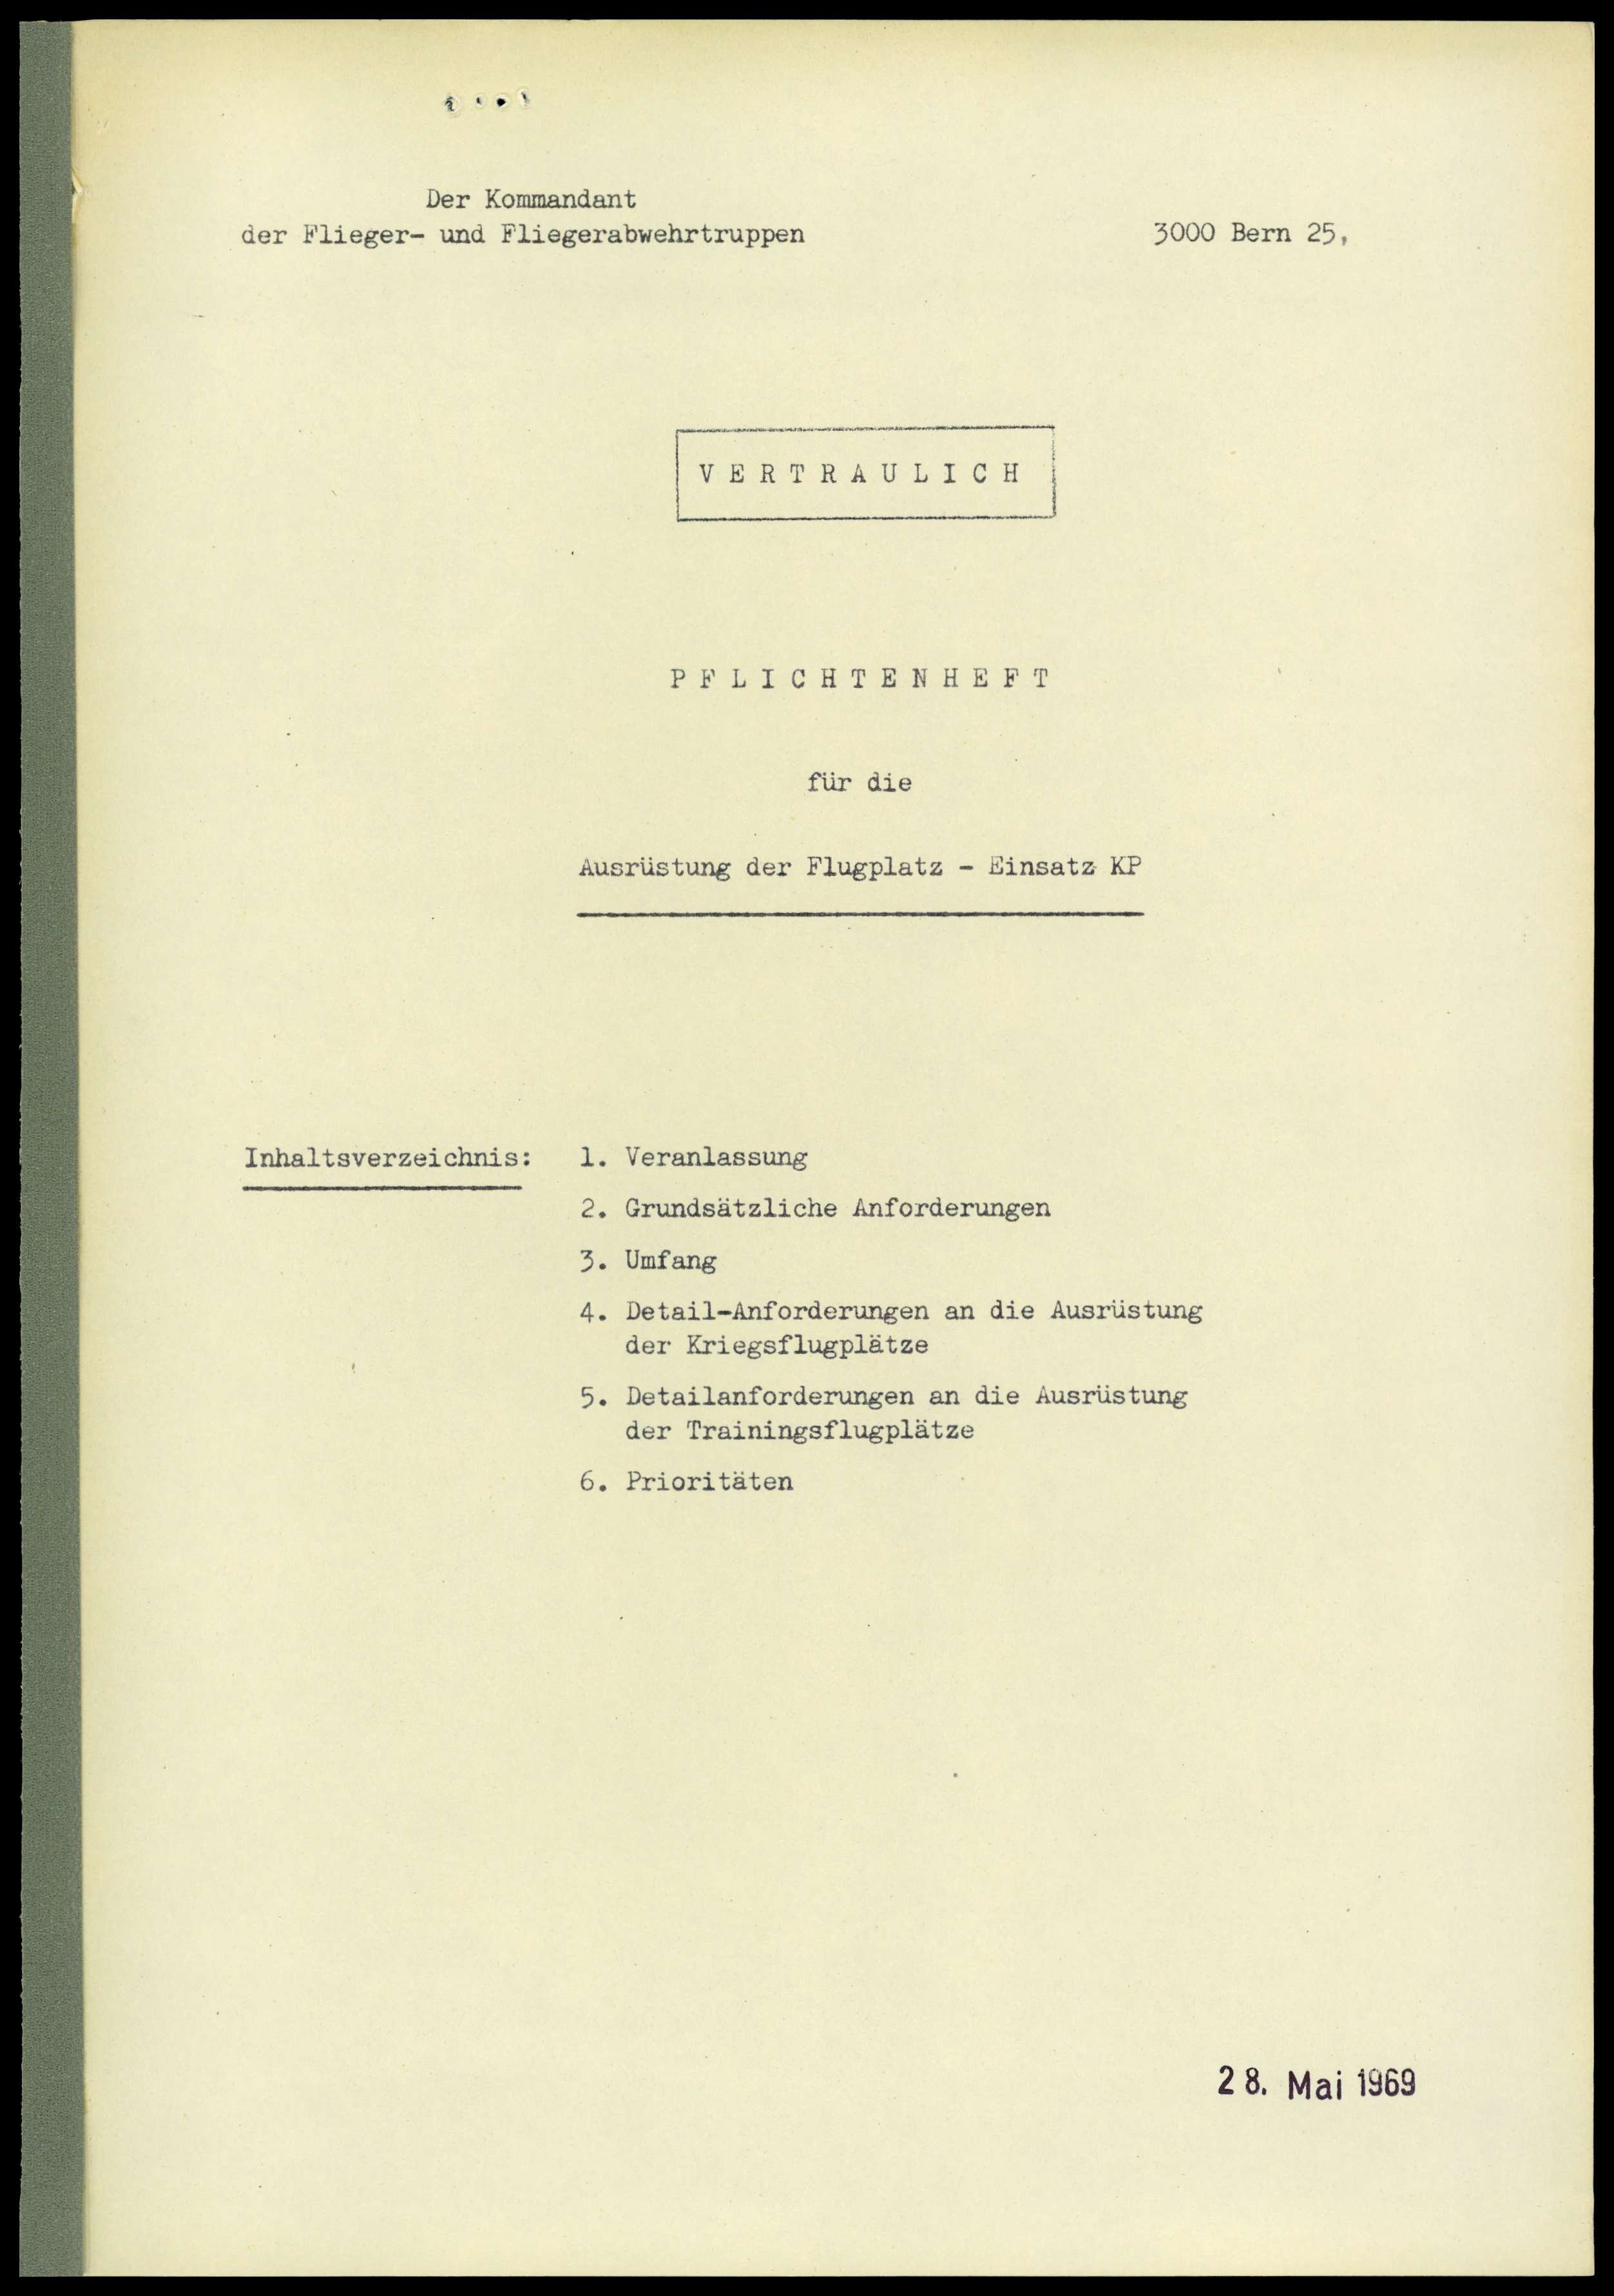 Der Kommandant
der Flieger- und Fliegerabwehrtruppen
3000 Bern 25,
VERTRAULICH
PFLICHTENHEFT
für die
Ausrüstung der Flugplatz - Einsatz KP
Inhaltsverzeichnis:
1. Veranlassung
2. Grundsätzliche Anforderungen
3. Umfang
4. Detail-Anforderungen an die Ausrüstung
der Kriegsflugplätze
5. Detailanforderungen an die Ausrüstung
der Trainingsflugplätze
6. Prioritäten
28. Mai 1969